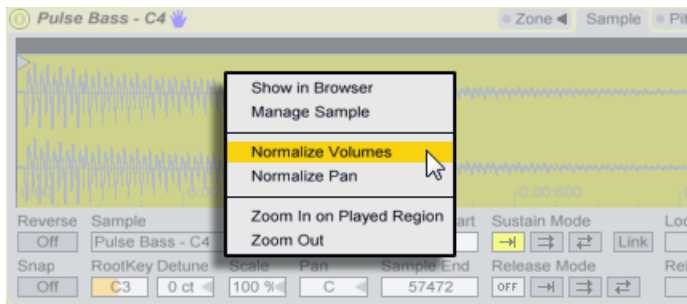 Pulse Bass - C4
Zone
Sample
Show in Browser
Manage Sample
Normalize Volumes
Normalize Pan
Zoom In on Played Region
Zoom Out
0:00:600
Reverse Sample Sustain Mode
Off Pulse Bass - C4 Link
Snap RootKey Detune Scale Pan Sample End Release Mode
Off C3 0 ct 100 % C 57472 OFF